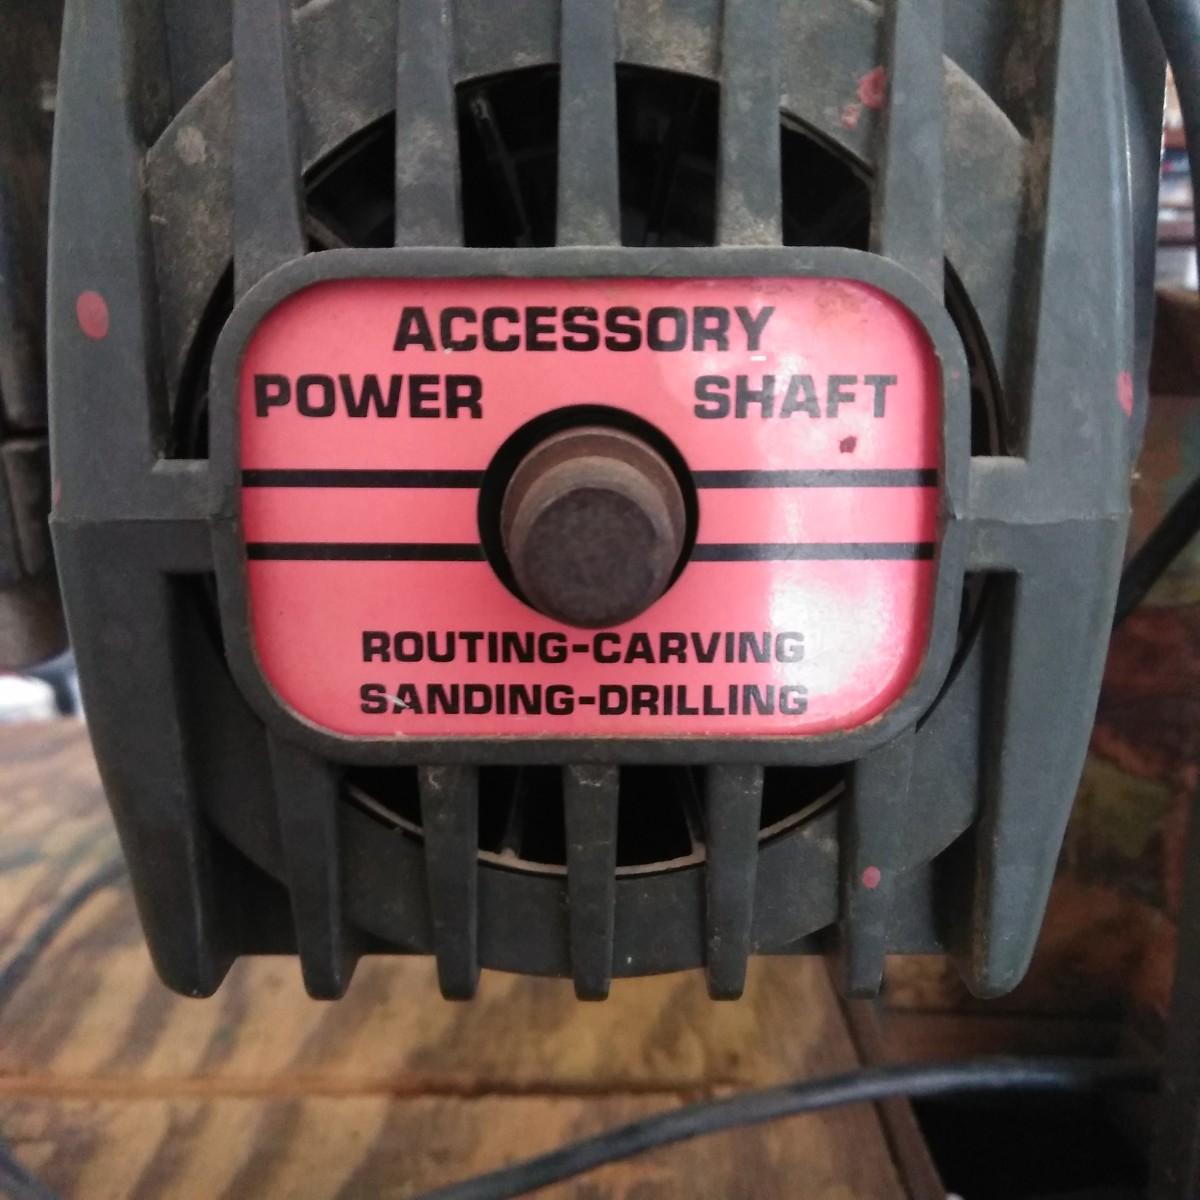 ACCESSORY
POWER SHAFT
ROUTING-CARVING
SANDING-DRILLING